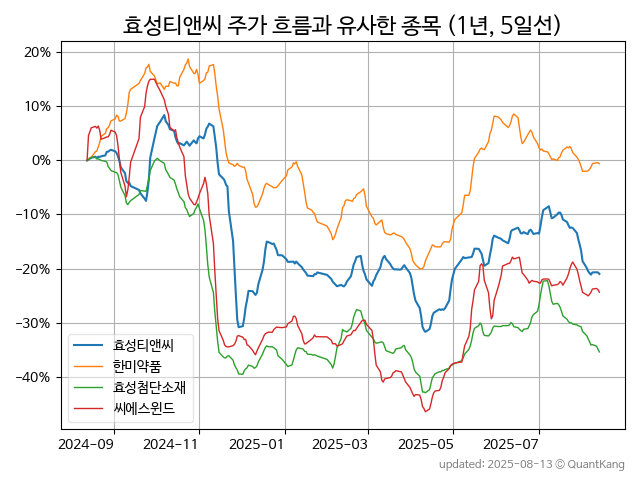 효성티앤씨 주가 흐름과 유사한 종목 (1년, 5일선)
20%
10%
0%
−10%
−20%
−30%
−40%
효성티앤씨
한미약품
효성첨단소재
씨에스윈드
2024-09 2024-11 2025-01 2025-03 2025-05 2025-07
updated: 2025-08-13 © QuantKang